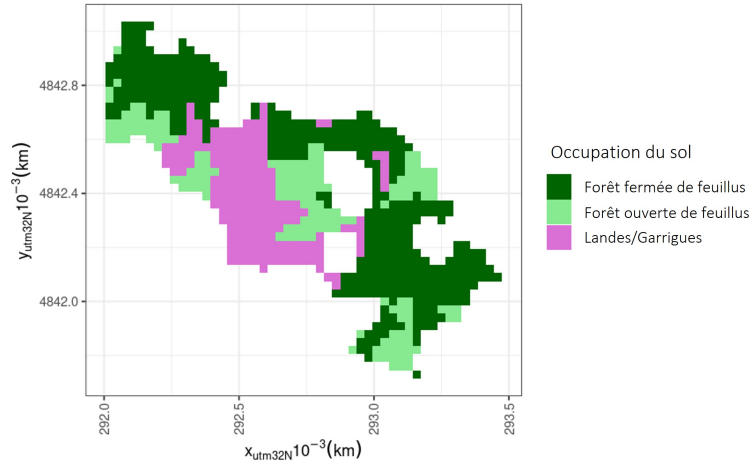 4842.8
4842.4
4842.0
y_utm32N 10^−3(km)
292.0
292.5
293.0
293.5
x_utm32N 10^−3(km)
Occupation du sol
Forêt fermée de feuillus
Forêt ouverte de feuillus
Landes/Garrigues